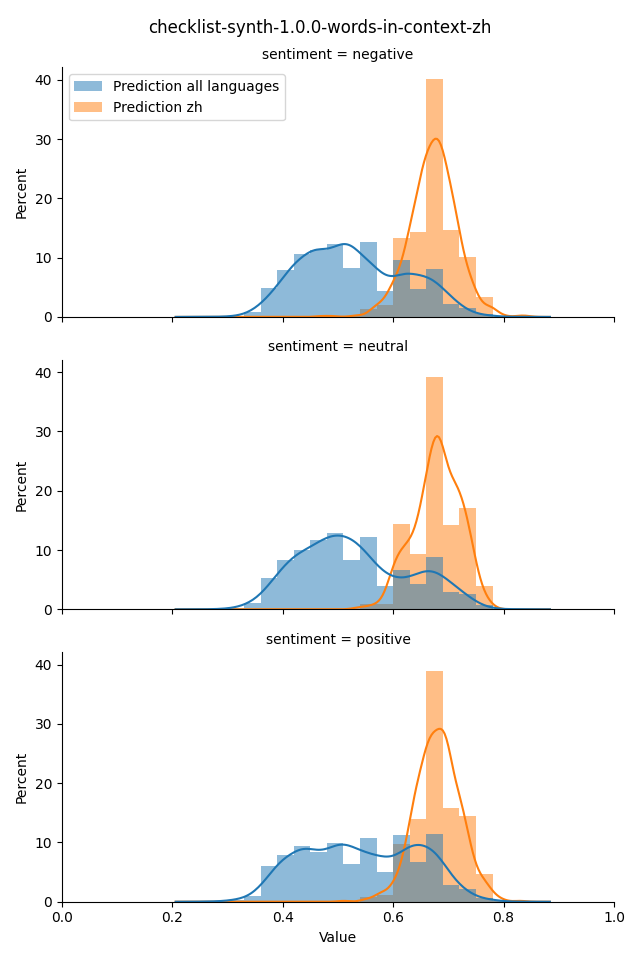 checklist-synth-1.0.0-words-in-context-zh
sentiment = negative
40
30
20
10
0
Percent
Prediction all languages
Prediction zh
sentiment = neutral
40
30
20
10
0
Percent
sentiment = positive
40
30
20
10
0
Percent
0.0 0.2 0.4 0.6 0.8 1.0
Value